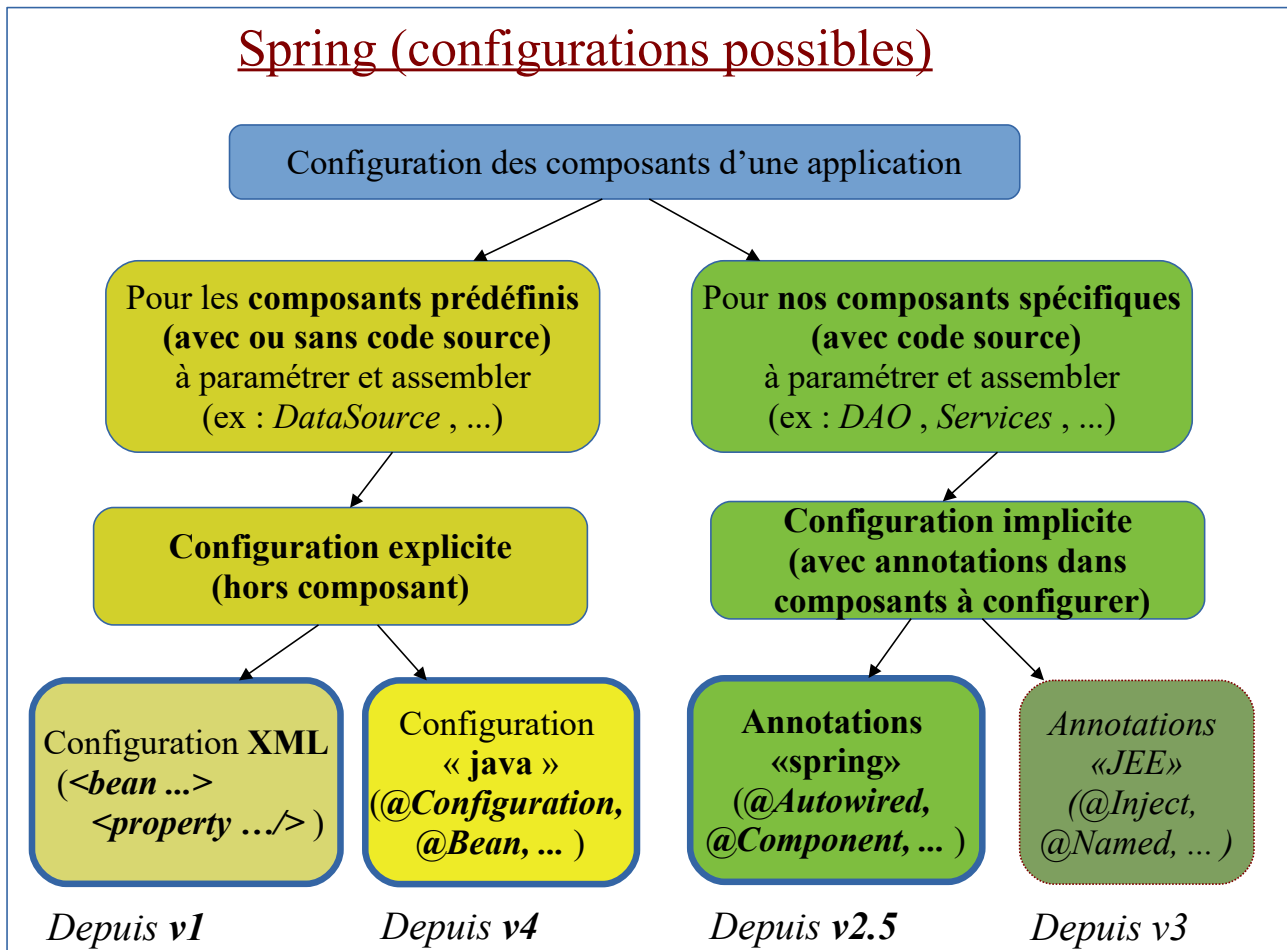 Spring (configurations possibles)
Configuration des composants d’une application
Pour les composants prédéfinis
(avec ou sans code source)
à paramétrer et assembler
(ex : DataSource , ...)
Pour nos composants spécifiques
(avec code source)
à paramétrer et assembler
(ex : DAO , Services , ...)
Configuration explicite
(hors composant)
Configuration implicite
(avec annotations dans
composants à configurer)
Configuration XML
(<bean ...>
<property …/> )
Configuration
« java »
(@Configuration,
@Bean, ... )
Annotations
«spring»
(@Autowired,
@Component, ... )
Annotations
«JEE»
(@Inject,
@Named, ... )
Depuis v1
Depuis v4
Depuis v2.5
Depuis v3